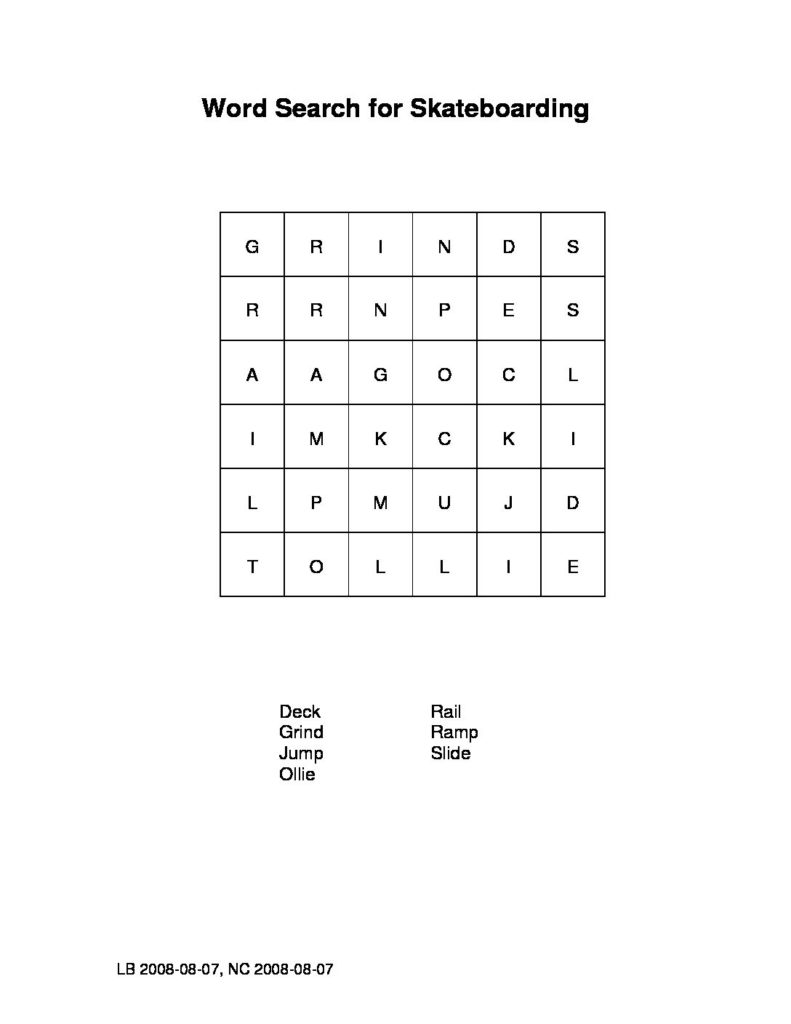 Word Search for Skateboarding
G R I N D S
R R N P E S
A A G O C L
I M K C K I
L P M U J D
T O L L I E
Deck Rail
Grind Ramp
Jump Slide
Ollie
LB 2008-08-07, NC 2008-08-07